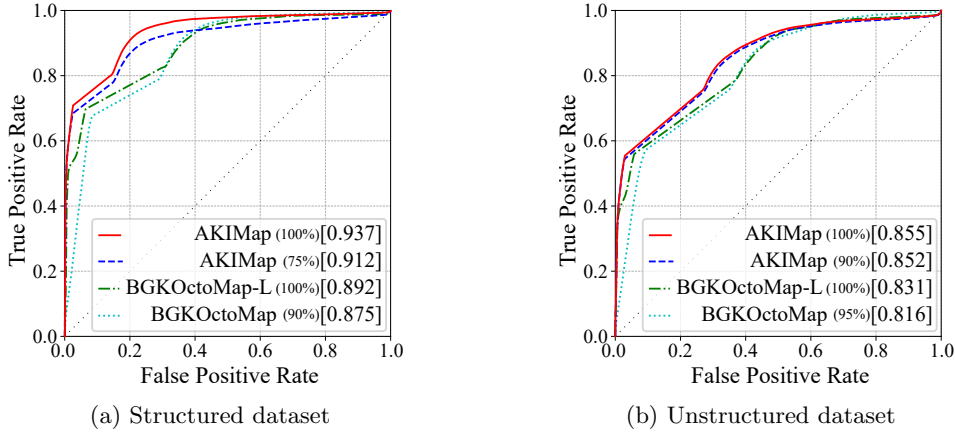 1.0
0.8
0.6
0.4
0.2
0.0
True Positive Rate
AKIMap (100%)[0.937]
AKIMap (75%)[0.912]
BGKOctoMap-L (100%)[0.892]
BGKOctoMap (90%)[0.875]
0.0 0.2 0.4 0.6 0.8 1.0
False Positive Rate
(a) Structured dataset
1.0
0.8
0.6
0.4
0.2
0.0
True Positive Rate
AKIMap (100%)[0.855]
AKIMap (90%)[0.852]
BGKOctoMap-L (100%)[0.831]
BGKOctoMap (95%)[0.816]
0.0 0.2 0.4 0.6 0.8 1.0
False Positive Rate
(b) Unstructured dataset